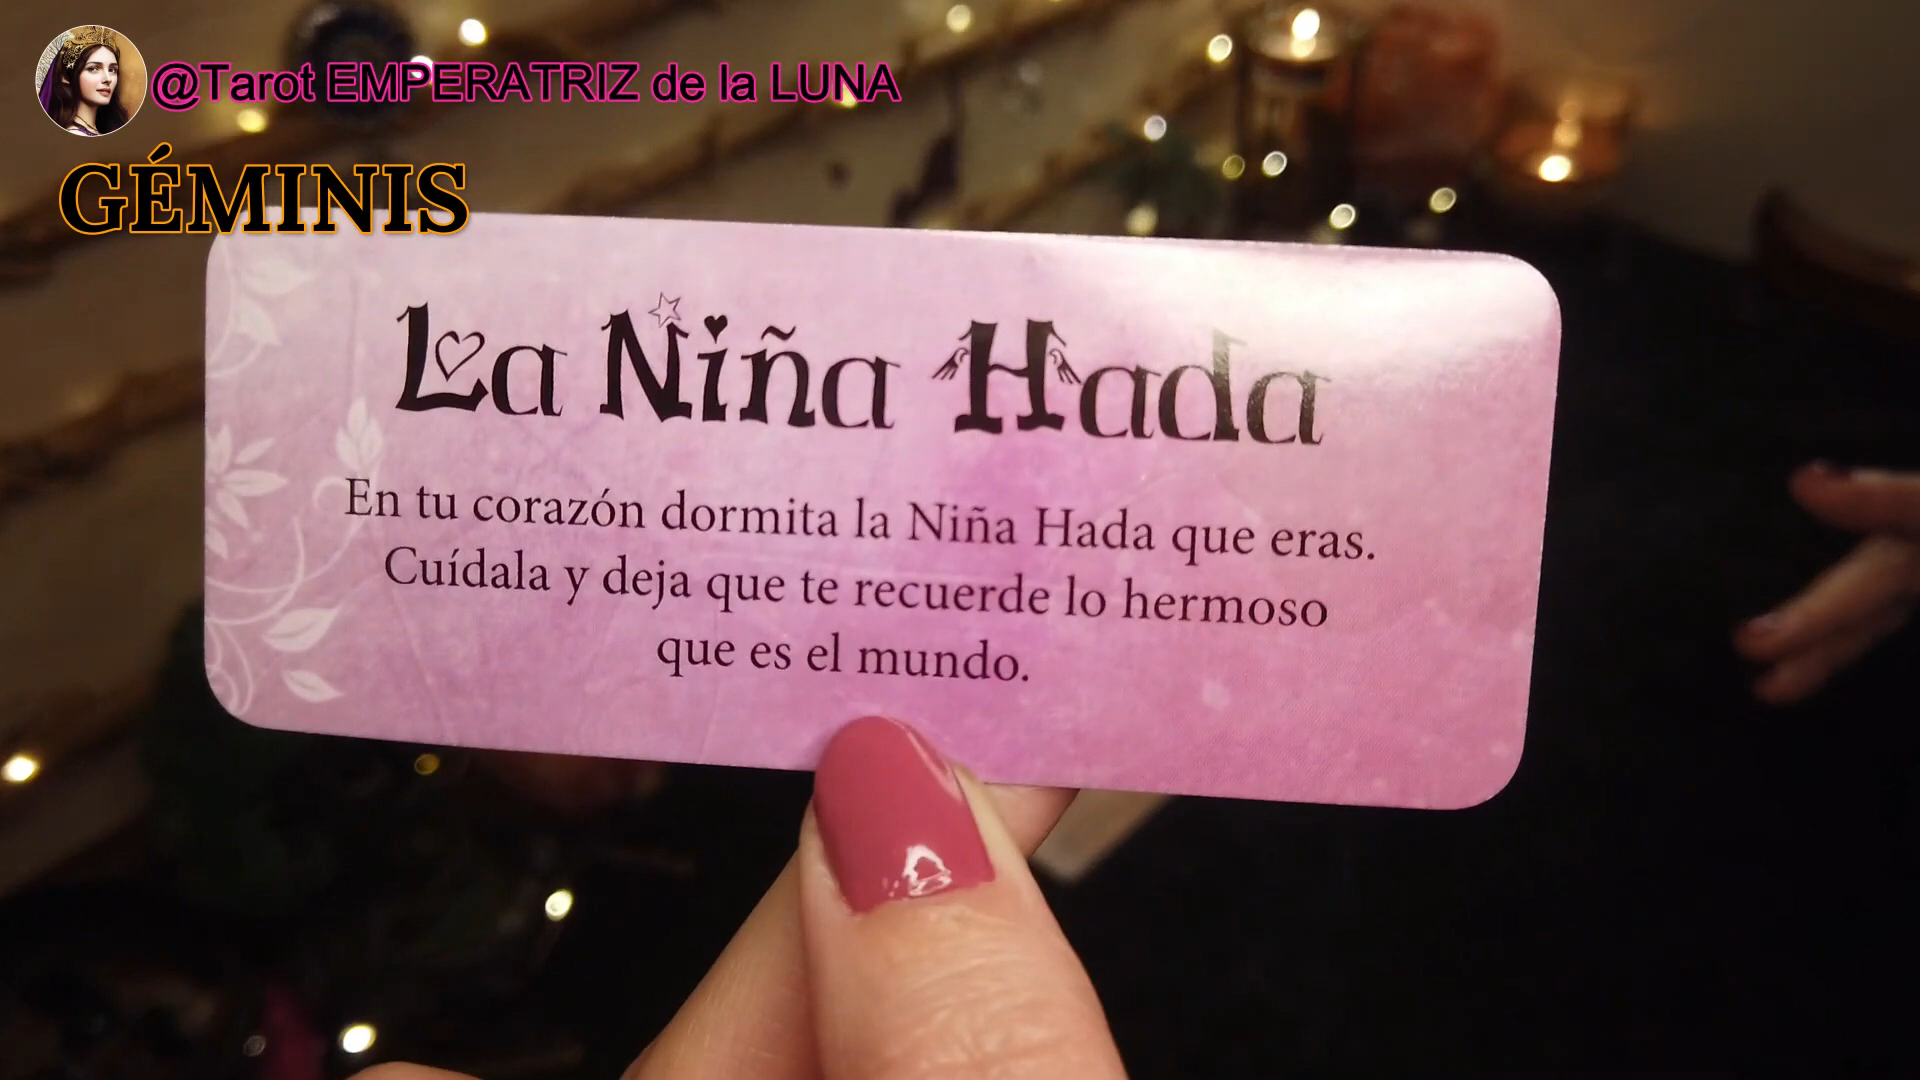 @Tarot EMPERATRIZ de la LUNA
GÉMINIS
La Niña Hada
En tu corazón dormita la Niña Hada que eras.
Cuídala y deja que te recuerde lo hermoso
que es el mundo.